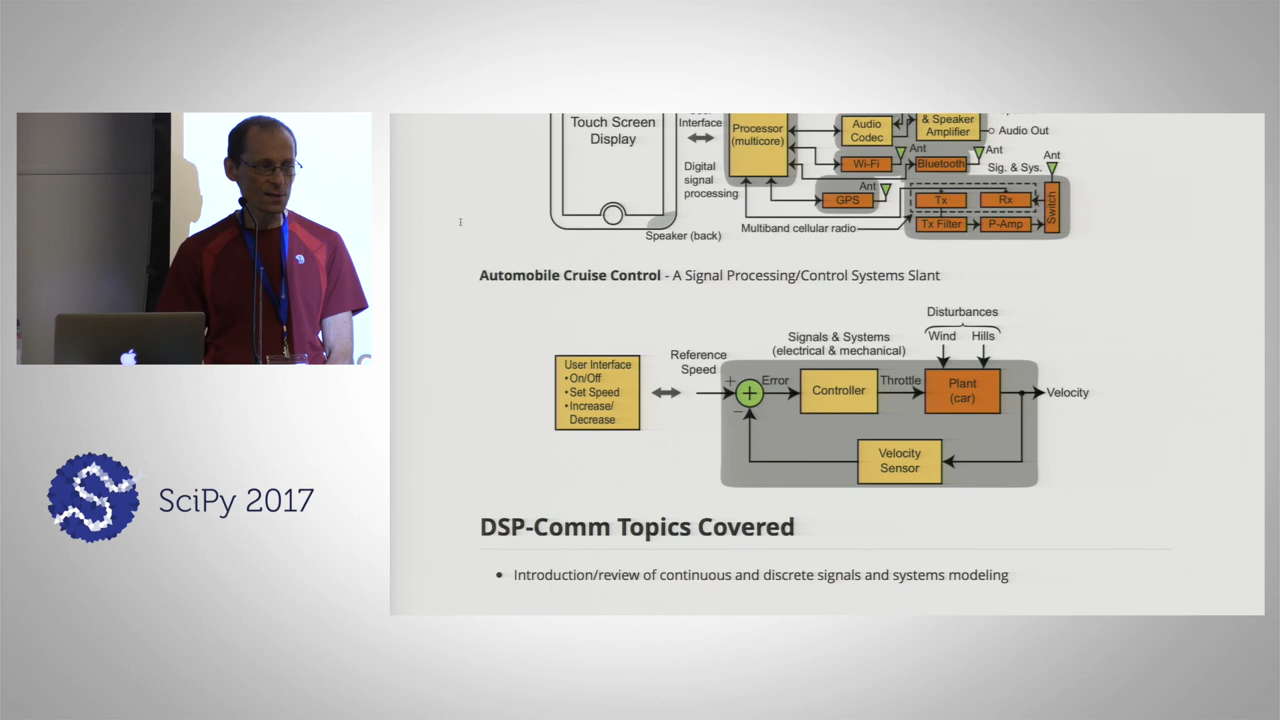 Touch Screen
Display
Interface
Digital
signal
processing
Processor
(multicore)
Audio
Codec
& Speaker
Amplifier
Audio Out
Wi-Fi
Ant
Bluetooth
Ant
Sig. & Sys.
Ant
GPS
Ant
Tx
Rx
Switch
Tx Filter
P-Amp
Multiband cellular radio
Speaker (back)
Automobile Cruise Control - A Signal Processing/Control Systems Slant
Disturbances
Wind
Hills
Signals & Systems
(electrical & mechanical)
User Interface
•On/Off
•Set Speed
•Increase/
Decrease
Reference
Speed
+
−
+
Error
Controller
Throttle
Plant
(car)
Velocity
Velocity
Sensor
DSP-Comm Topics Covered
• Introduction/review of continuous and discrete signals and systems modeling
S
SciPy 2017